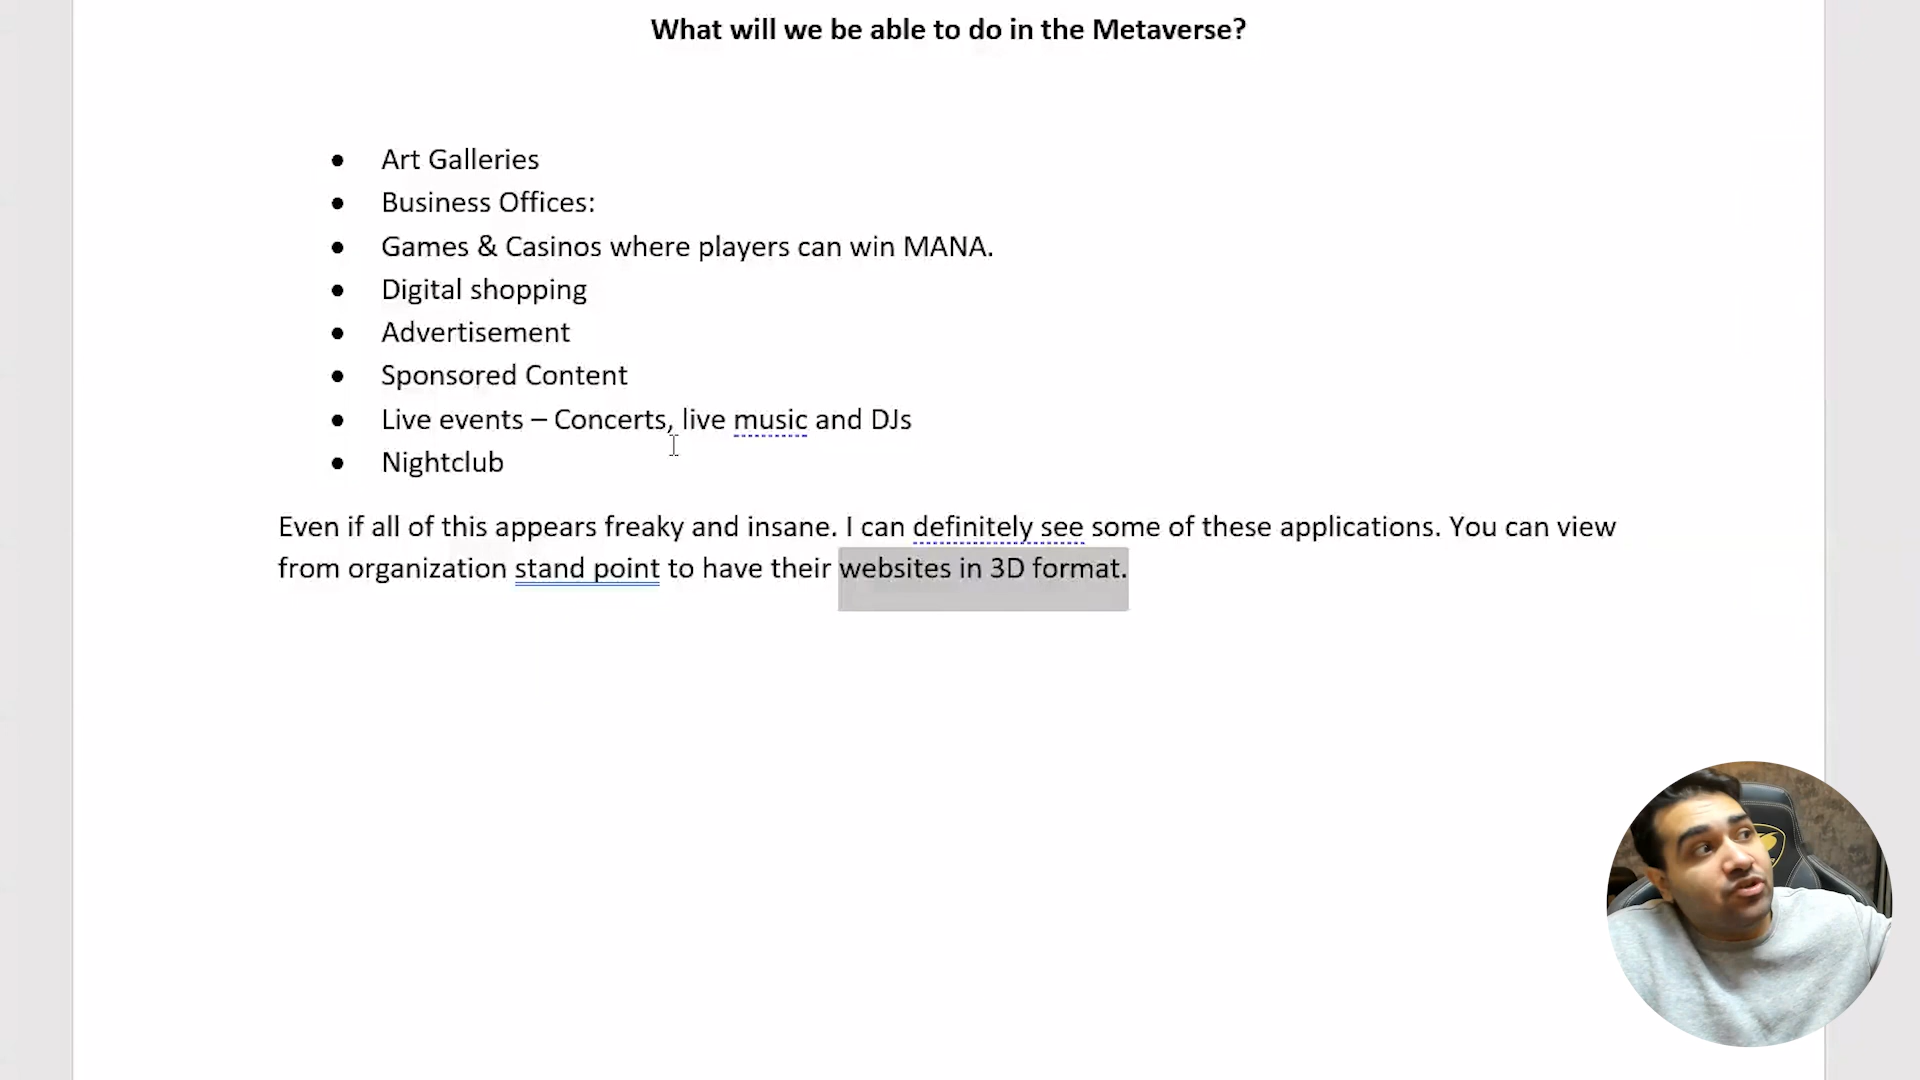 What will we be able to do in the Metaverse?
● Art Galleries
● Business Offices:
● Games & Casinos where players can win MANA.
● Digital shopping
● Advertisement
● Sponsored Content
● Live events – Concerts, live music and DJs
● Nightclub
Even if all of this appears freaky and insane. I can definitely see some of these applications. You can view
from organization stand point to have their websites in 3D format.